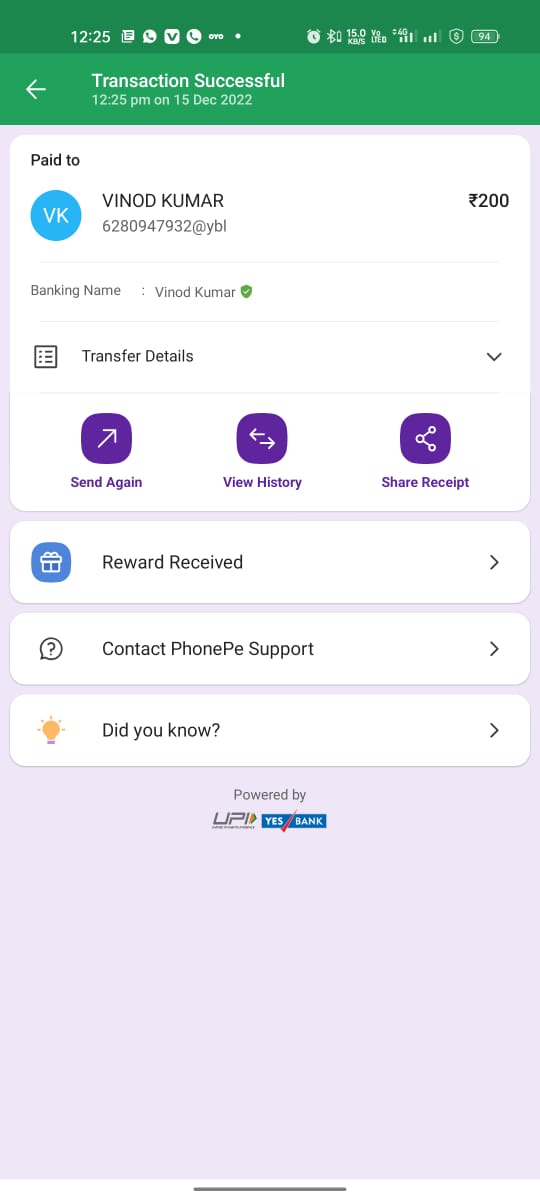 12:25 OYO 15.0 KB/S Vo LTED 4G 94
Transaction Successful
12:25 pm on 15 Dec 2022
Paid to
VK VINOD KUMAR ₹200
6280947932@ybl
Banking Name : Vinod Kumar
Transfer Details
Send Again View History Share Receipt
Reward Received
Contact PhonePe Support
Did you know?
Powered by
UPI YES BANK